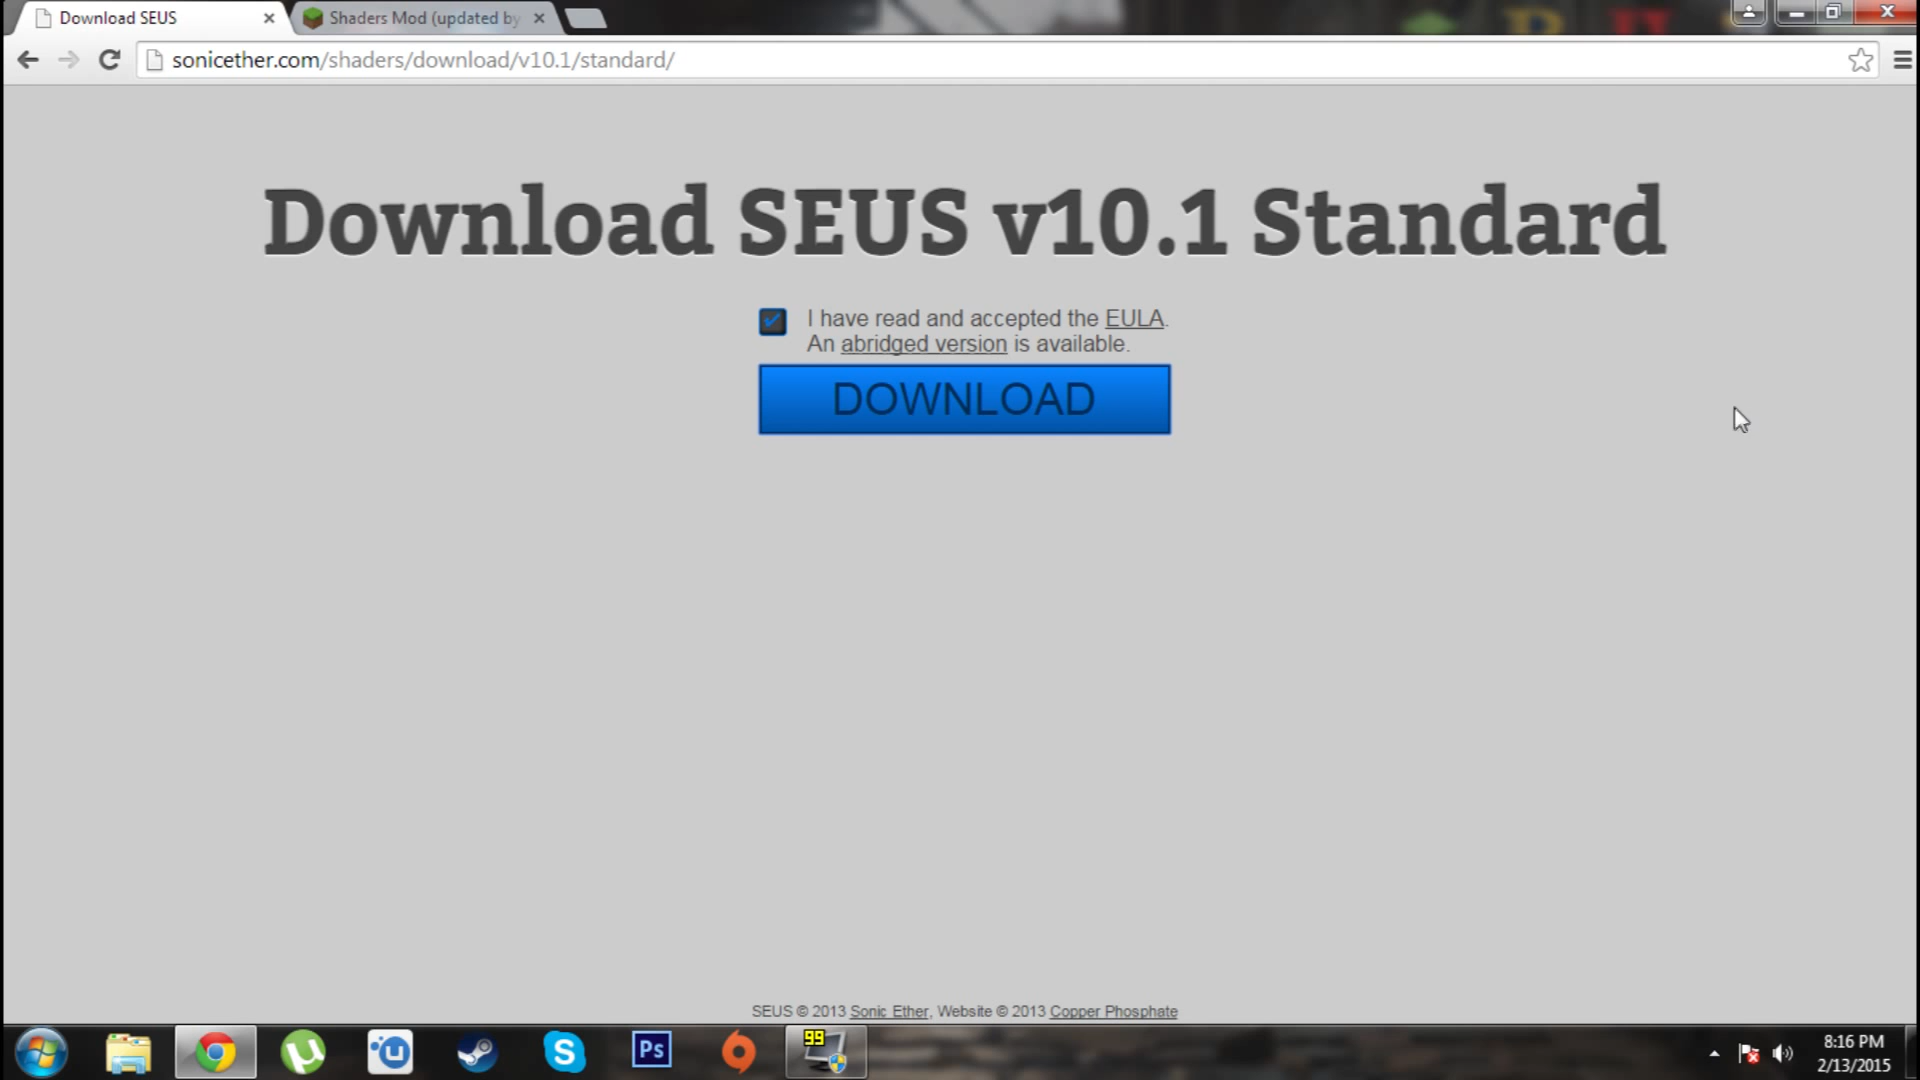 Download SEUS
Shaders Mod (updated by
sonicether.com/shaders/download/v10.1/standard/
Download SEUS v10.1 Standard
I have read and accepted the EULA.
An abridged version is available.
DOWNLOAD
SEUS © 2013 Sonic Ether, Website © 2013 Copper Phosphate
Ps
99
8:16 PM
2/13/2015